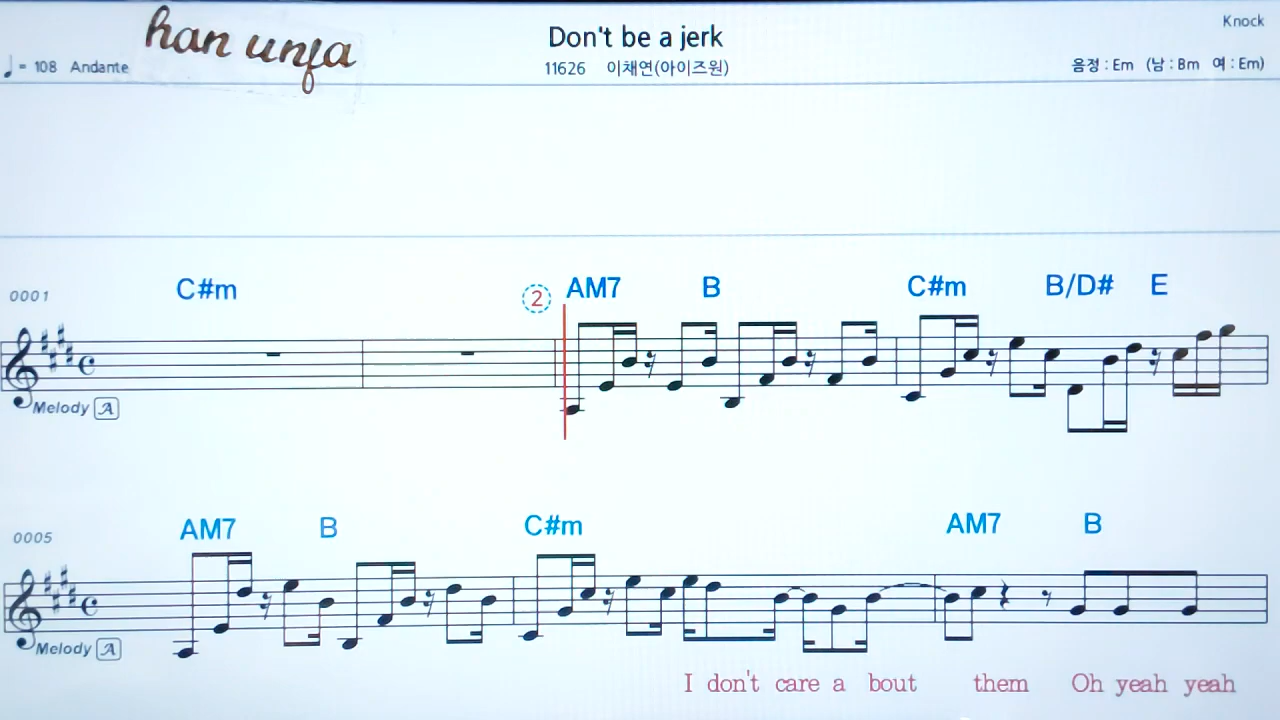 han unfa
Don't be a jerk
Knock
♩= 108 Andante
11626 이채연(아이즈원)
음정 : Em (남 : Bm 여 : Em)
0001 C#m ② AM7 B C#m B/D# E
Melody A
0005 AM7 B C#m AM7 B
Melody A
I don't care a bout them Oh yeah yeah